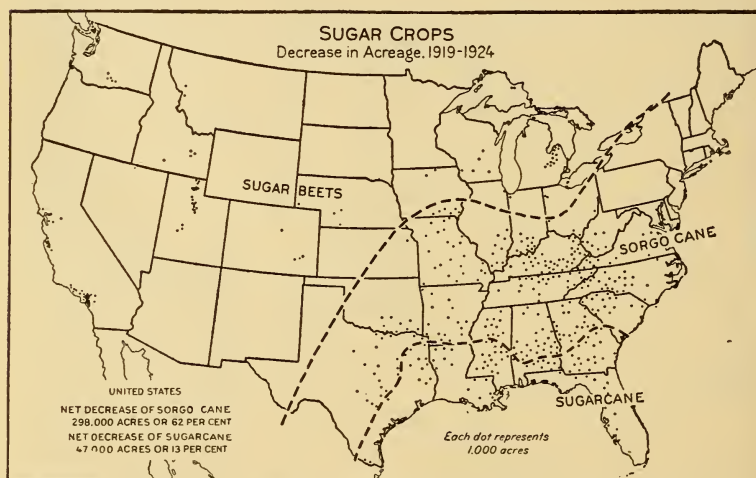 SUGAR CROPS
Decrease in Acreage, 1919-1924
SUGAR BEETS
SORGO CANE
SUGARCANE
UNITED STATES
NET DECREASE OF SORGO CANE
298,000 ACRES OR 62 PER CENT
NET DECREASE OF SUGARCANE
47,000 ACRES OR 13 PER CENT
Each dot represents
1,000 acres